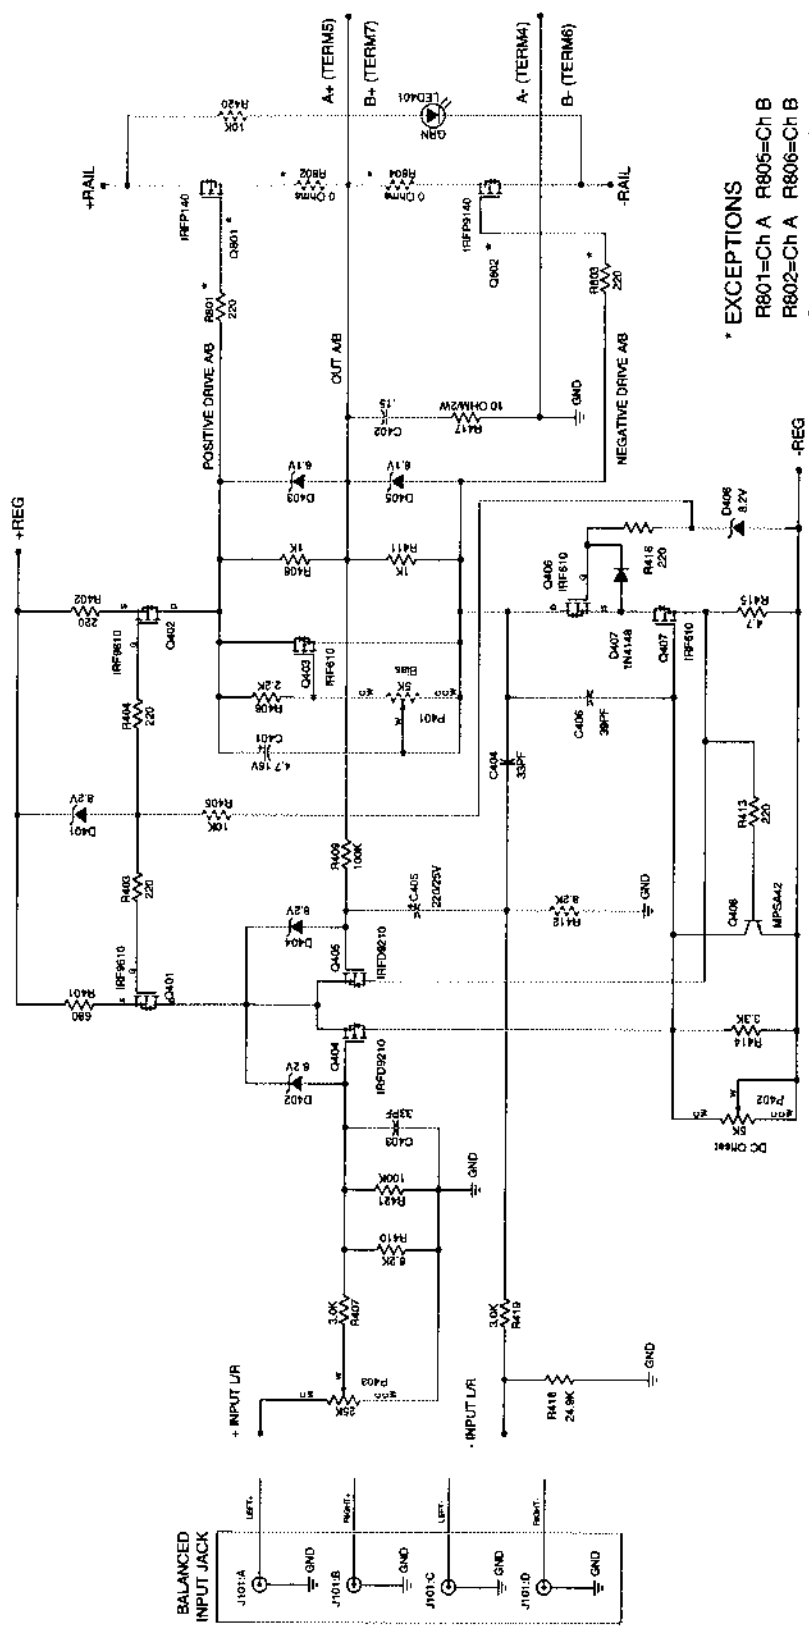 BALANCED
INPUT JACK
J101:A
GND
LEFT+
J101:B
GND
RIGHT+
J101:C
GND
LEFT-
J101:D
GND
RIGHT-
+ INPUT L/R
25K
P403
3.0K
R407
- INPUT L/R
3.0K
R419
R418
24.9K
GND
R410
R421
100K
GND
C403
33PF
D402
8.2V
Q404
IRFD9210
Q405
IRFD9210
D404
8.2V
R401
680
IRF9610
Q401
R403
220
D401
8.2V
R404
220
R405
10K
+REG
R402
220
IRF9610
Q402
R409
100K
C405
220/25V
R412
8.2K
GND
DC Offset
5K
P402
R414
3.3K
Q408
MPSA42
R413
220
C401
4.7 16V
R406
2.2K
Q403
IRF610
P401
5K
Bias
R408
1K
R411
1K
D403
D405
C404
33PF
C406
39PF
Q406
IRF610
D407
1N4148
Q407
IRF610
R416
220
D406
8.2V
R415
4.7
-REG
POSITIVE DRIVE A/B
OUT A/B
NEGATIVE DRIVE A/B
C402
.15
R417
10 OHM/2W
GND
R801 *
220
IRFP140
Q801 *
+RAIL
R420
10K
* R802
0 Ohms
* R804
0 Ohms
IRFP9140
Q802 *
R803 *
220
-RAIL
GRN
LED401
A+ (TERM5)
B+ (TERM7)
A- (TERM4)
B- (TERM6)
* EXCEPTIONS
R801=Ch A R805=Ch B
R802=Ch A R806=Ch B